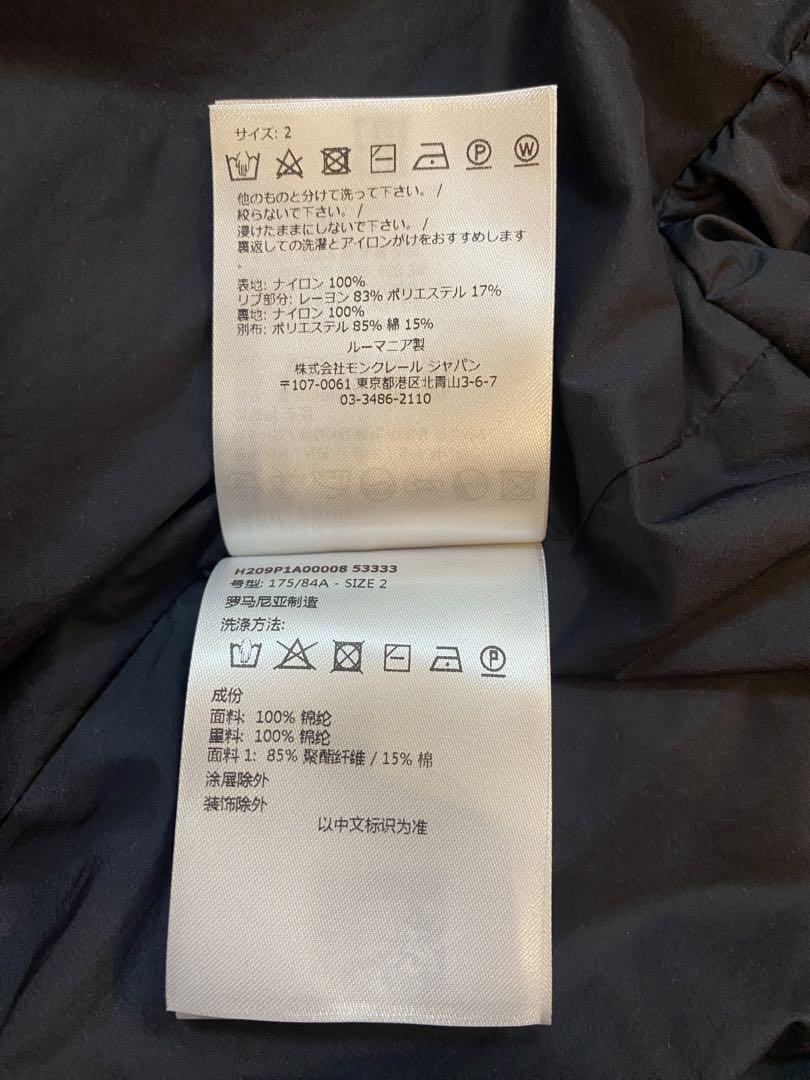 サイズ: 2
P
W
他のものと分けて洗って下さい。 /
絞らないで下さい。 /
浸けたままにしないで下さい。 /
裏返しての洗濯とアイロンがけをおすすめします
。
表地: ナイロン 100%
リブ部分: レーヨン 83% ポリエステル 17%
裏地: ナイロン 100%
別布: ポリエステル 85% 綿 15%
ルーマニア製
株式会社モンクレール ジャパン
〒107-0061 東京都港区北青山3-6-7
03-3486-2110
H209P1A00008 53333
号型: 175/84A - SIZE 2
罗马尼亚制造
洗涤方法:
P
成份
面料: 100% 锦纶
里料: 100% 锦纶
面料 1: 85% 聚酯纤维 / 15% 棉
涂层除外
装饰除外
以中文标识为准